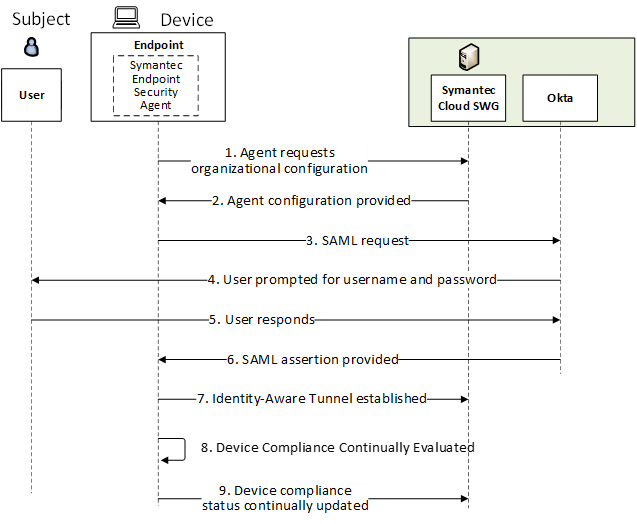 Subject
Device
User
Endpoint
Symantec
Endpoint
Security
Agent
Symantec
Cloud SWG
Okta
1. Agent requests
organizational configuration
2. Agent configuration provided
3. SAML request
4. User prompted for username and password
5. User responds
6. SAML assertion provided
7. Identity-Aware Tunnel established
8. Device Compliance Continually Evaluated
9. Device compliance
status continually updated